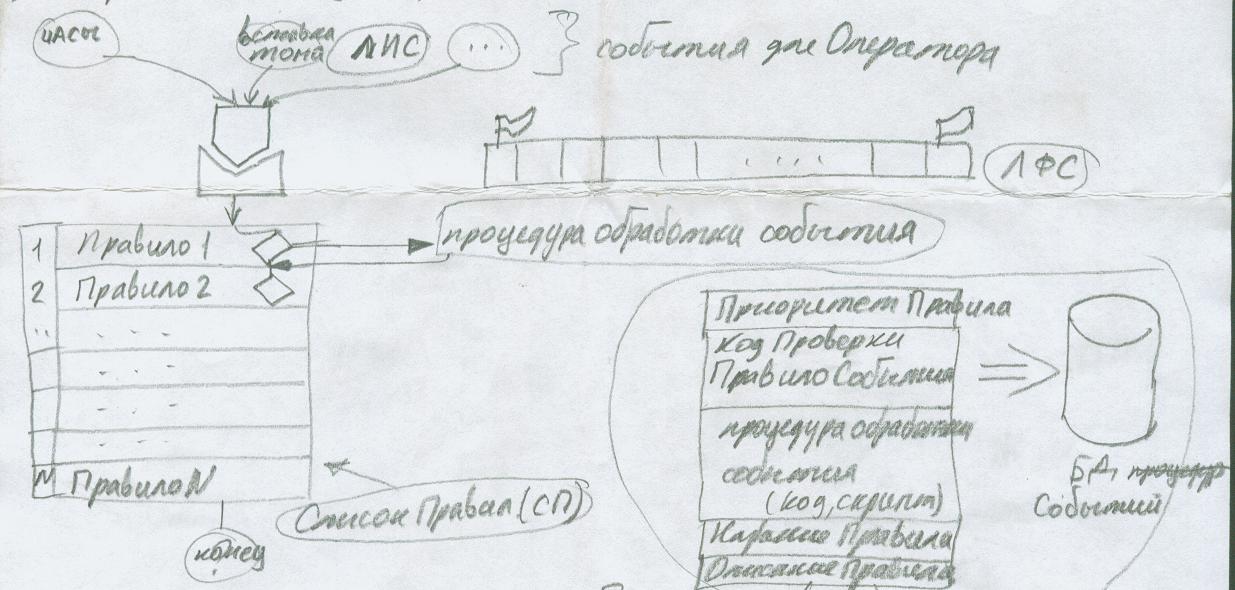 часы
вставка
тона
ЛИС
...
события для Оператора
. . . .
ЛФС
1 Правило 1
процедура обработки события
2 Правило 2
..
- - -
- - -
- - -
- - -
N Правило N
Список Правил (СП)
конец
Приоритет Правила
Код Проверки
Правило События
процедура обработки
события
(код, скрипт)
Название Правила
Описание Правила
БД процедур
Событий